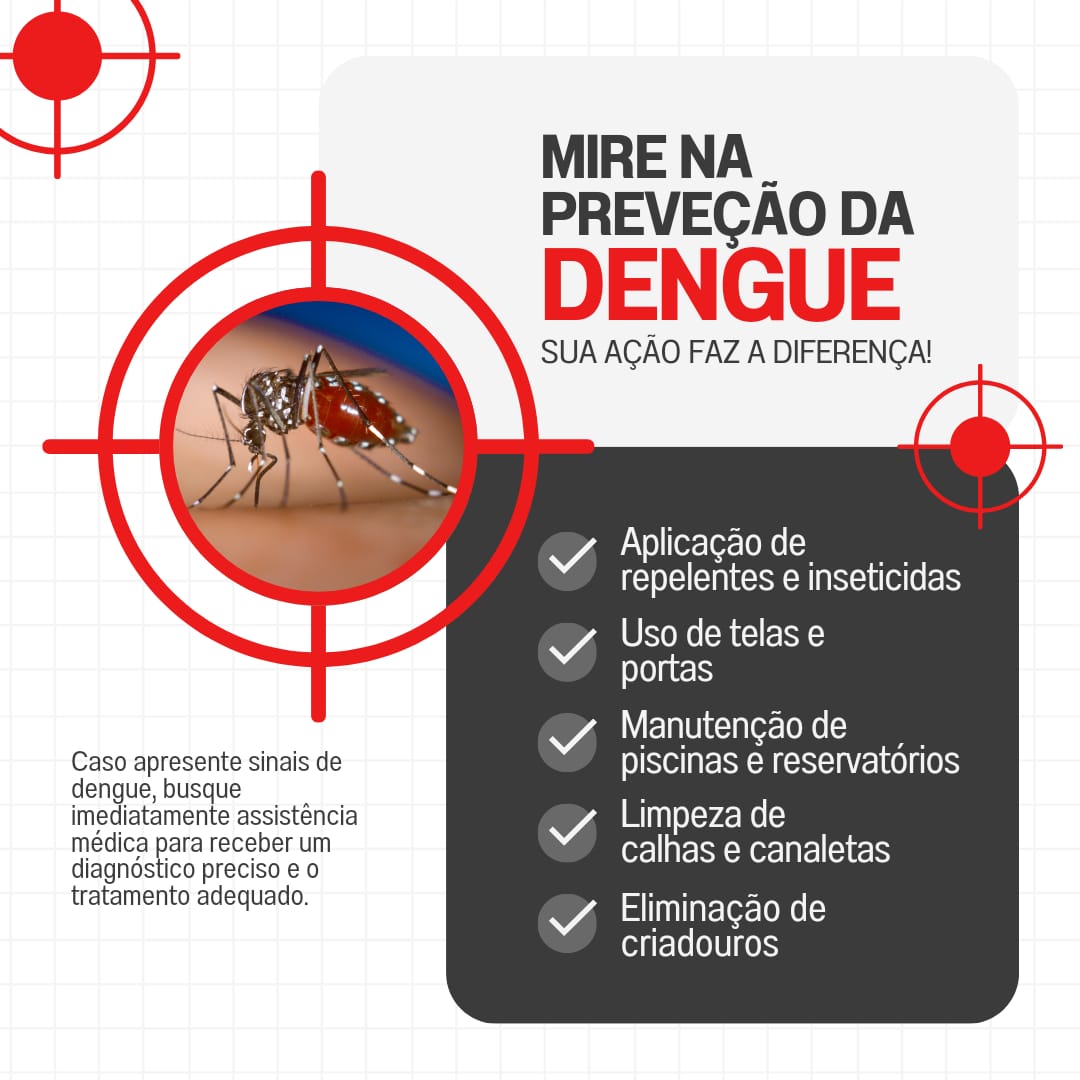 MIRE NA
PREVEÇÃO DA
DENGUE
SUA AÇÃO FAZ A DIFERENÇA!
Aplicação de
repelentes e inseticidas
Uso de telas e
portas
Manutenção de
piscinas e reservatórios
Limpeza de
calhas e canaletas
Eliminação de
criadouros
Caso apresente sinais de
dengue, busque
imediatamente assistência
médica para receber um
diagnóstico preciso e o
tratamento adequado.